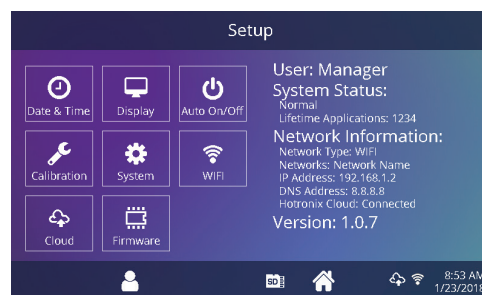 Setup
Date & Time
Display
Auto On/Off
Calibration
System
WIFI
Cloud
Firmware
User: Manager
System Status:
Normal
Lifetime Applications: 1234
Network Information:
Network Type: WIFI
Networks: Network Name
IP Address: 192.168.1.2
DNS Address: 8.8.8.8
Hotronix Cloud: Connected
Version: 1.0.7
SD
8:53 AM
1/23/2018